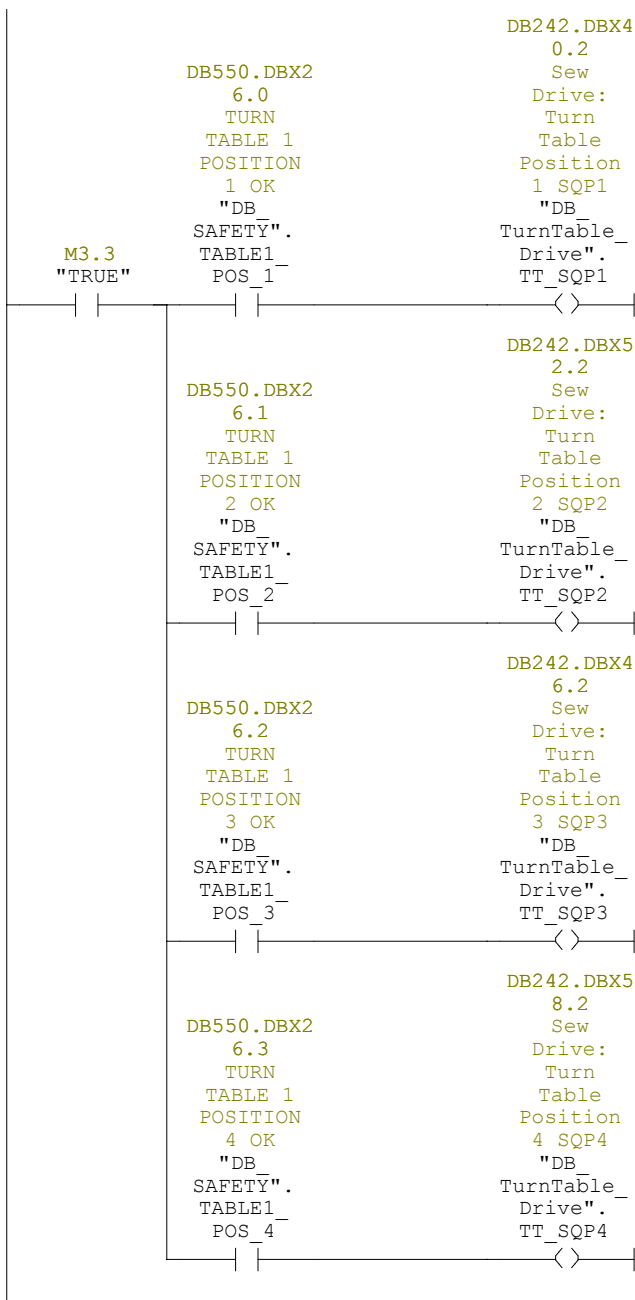 DB242.DBX4
0.2
DB550.DBX2 Sew
6.0 Drive:
TURN Turn
TABLE 1 Table
POSITION Position
1 OK 1 SQP1
"DB_ "DB_
SAFETY". TurnTable_
M3.3 TABLE1_ Drive".
"TRUE" POS_1 TT_SQP1
DB242.DBX5
2.2
DB550.DBX2 Sew
6.1 Drive:
TURN Turn
TABLE 1 Table
POSITION Position
2 OK 2 SQP2
"DB_ "DB_
SAFETY". TurnTable_
TABLE1_ Drive".
POS_2 TT_SQP2
DB242.DBX4
6.2
DB550.DBX2 Sew
6.2 Drive:
TURN Turn
TABLE 1 Table
POSITION Position
3 OK 3 SQP3
"DB_ "DB_
SAFETY". TurnTable_
TABLE1_ Drive".
POS_3 TT_SQP3
DB242.DBX5
8.2
DB550.DBX2 Sew
6.3 Drive:
TURN Turn
TABLE 1 Table
POSITION Position
4 OK 4 SQP4
"DB_ "DB_
SAFETY". TurnTable_
TABLE1_ Drive".
POS_4 TT_SQP4